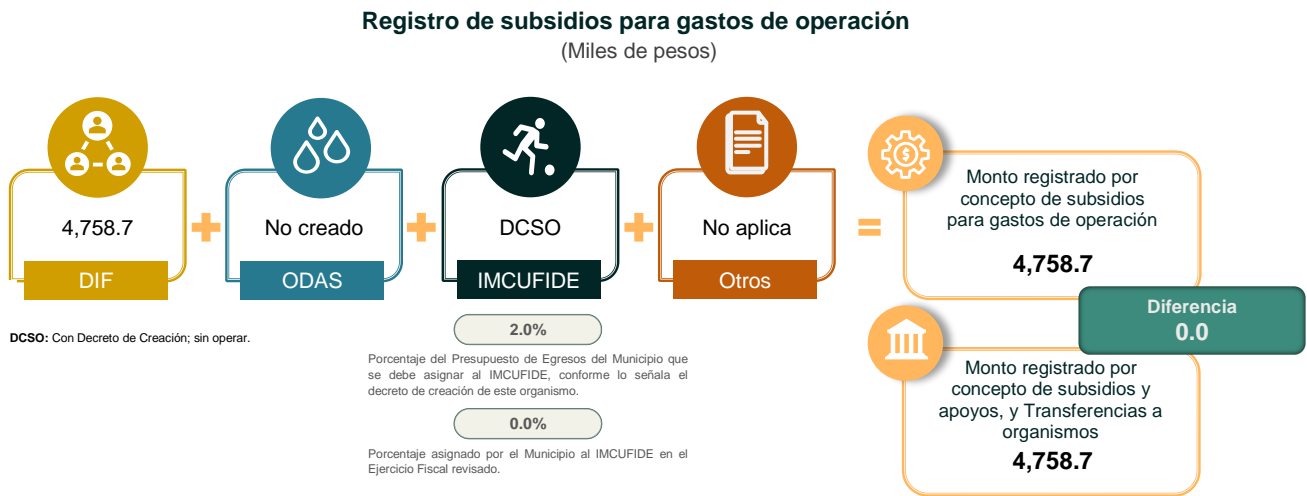 Registro de subsidios para gastos de operación
(Miles de pesos)
4,758.7
DIF
No creado
ODAS
DCSO
IMCUFIDE
No aplica
Otros
Monto registrado por
concepto de subsidios
para gastos de operación
4,758.7
Diferencia
0.0
Monto registrado por
concepto de subsidios y
apoyos, y Transferencias a
organismos
4,758.7
DCSO: Con Decreto de Creación; sin operar.
2.0%
Porcentaje del Presupuesto de Egresos del Municipio que
se debe asignar al IMCUFIDE, conforme lo señala el
decreto de creación de este organismo.
0.0%
Porcentaje asignado por el Municipio al IMCUFIDE en el
Ejercicio Fiscal revisado.